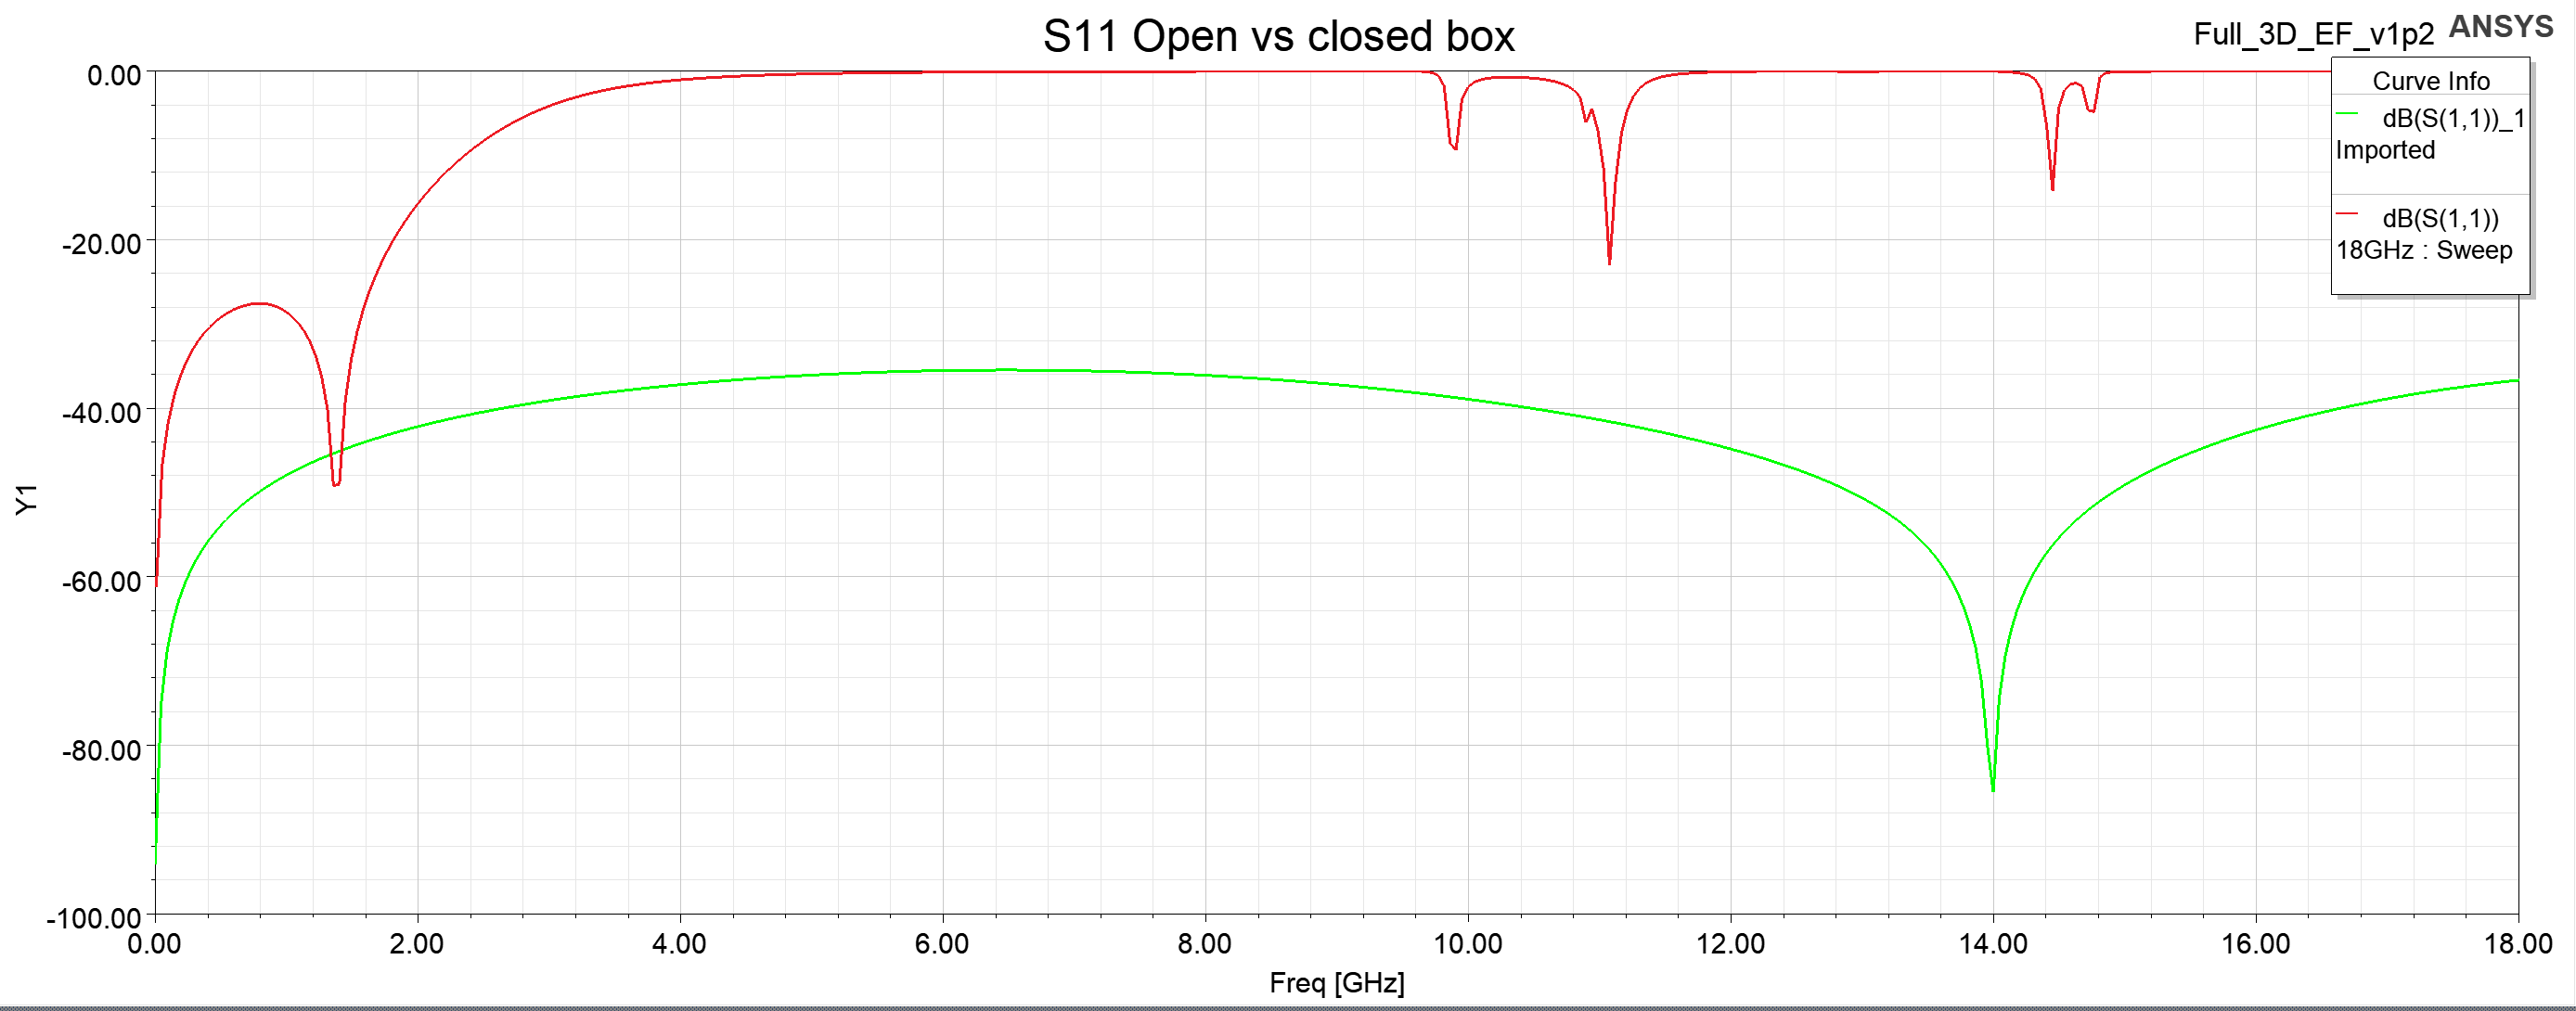 S11 Open vs closed box
Full_3D_EF_v1p2 ANSYS
Curve Info
dB(S(1,1))_1
Imported
dB(S(1,1))
18GHz : Sweep
0.00
-20.00
-40.00
-60.00
-80.00
-100.00
Y1
0.00 2.00 4.00 6.00 8.00 10.00 12.00 14.00 16.00 18.00
Freq [GHz]